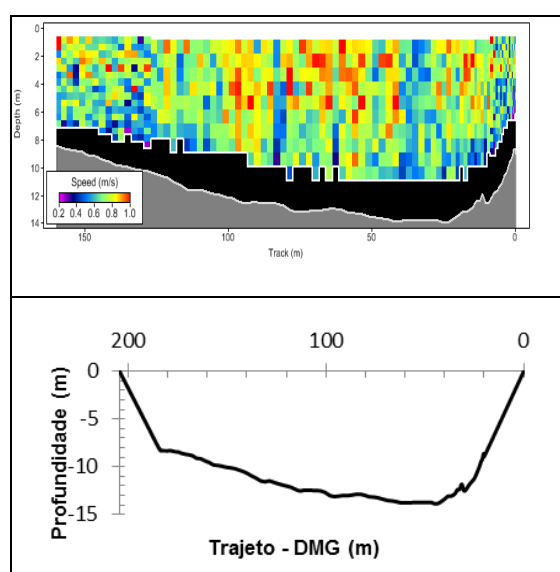 0
2
4
6
8
10
12
14
Depth (m)
Speed (m/s)
0.2 0.4 0.6 0.8 1.0
150 100 50 0
Track (m)
200 100 0
0
-5
-10
-15
Profundidade (m)
Trajeto - DMG (m)